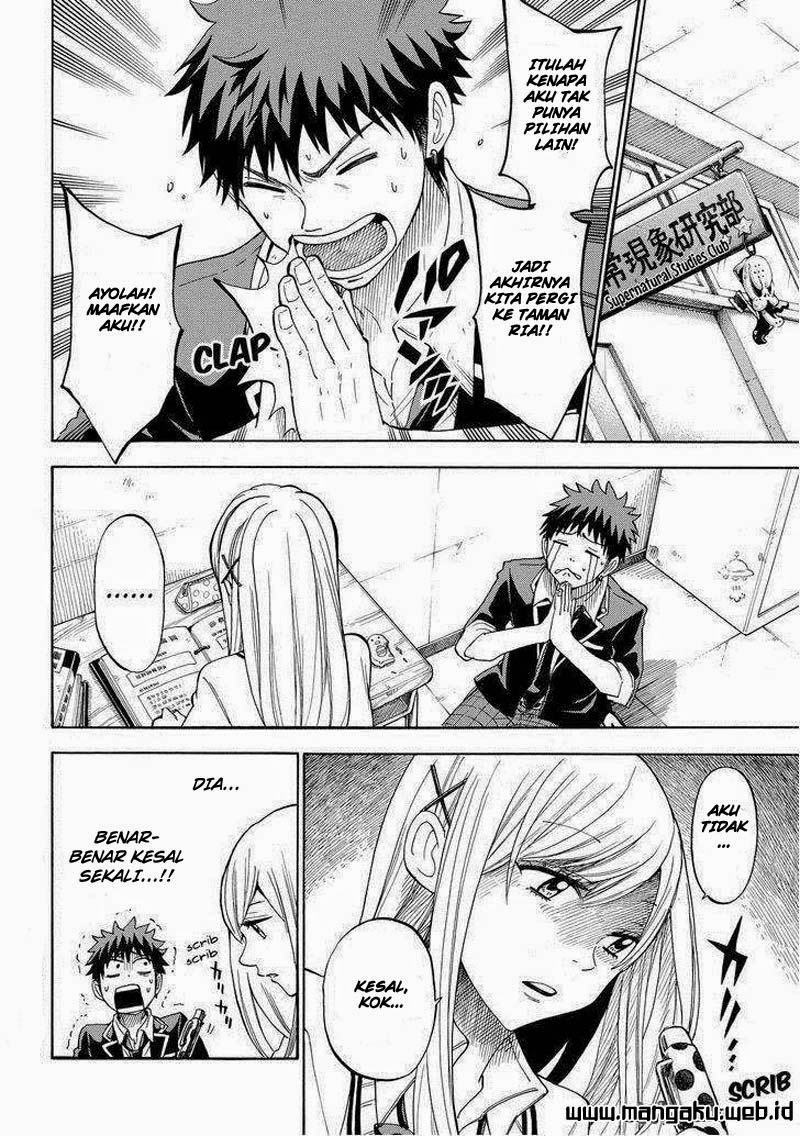 常現象研究部
Supernatural Studies Club
ITULAH
KENAPA
AKU TAK
PUNYA
PILIHAN
LAIN!
JADI
AKHIRNYA
KITA PERGI
KE TAMAN
RIA!!
AYOLAH!
MAAFKAN
AKU!!
CLAP
......
AKU
TIDAK
...
KESAL,
KOK...
SCRIB
DIA...
BENAR-
BENAR KESAL
SEKALI...!!
scrib
scrib
www.mangaku.web.id